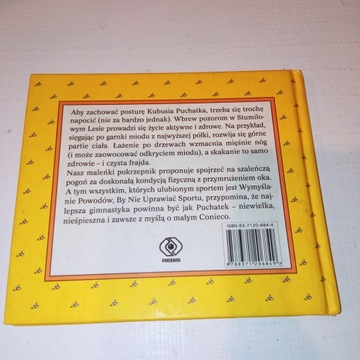 Aby zachować posturę Kubusia Puchatka, trzeba się trochę
napocić (nie za bardzo jednak). Wbrew pozorom w Stumilo-
wym Lesie prowadzi się życie aktywne i zdrowe. Na przykład,
sięgając po garnki miodu z najwyższej półki, rozwija się górne
partie ciała. Łażenie po drzewach wzmacnia mięśnie nóg
(i może zaowocować odkryciem miodu), a skakanie to samo
zdrowie – i czysta frajda.
Nasz maleńki pokrzepnik proponuje spojrzeć na szaleńczą
pogoń za doskonałą kondycją fizyczną z przymrużeniem oka.
A tym wszystkim, których ulubionym sportem jest Wymyśla-
nie Powodów, By Nie Uprawiać Sportu, przypomina, że naj-
lepsza gimnastyka powinna być jak Puchatek – niewielka,
nieśpieszna i zawsze z myślą o małym Conieco.
REBIS
ISBN 83-7120-684-4
9788371206849